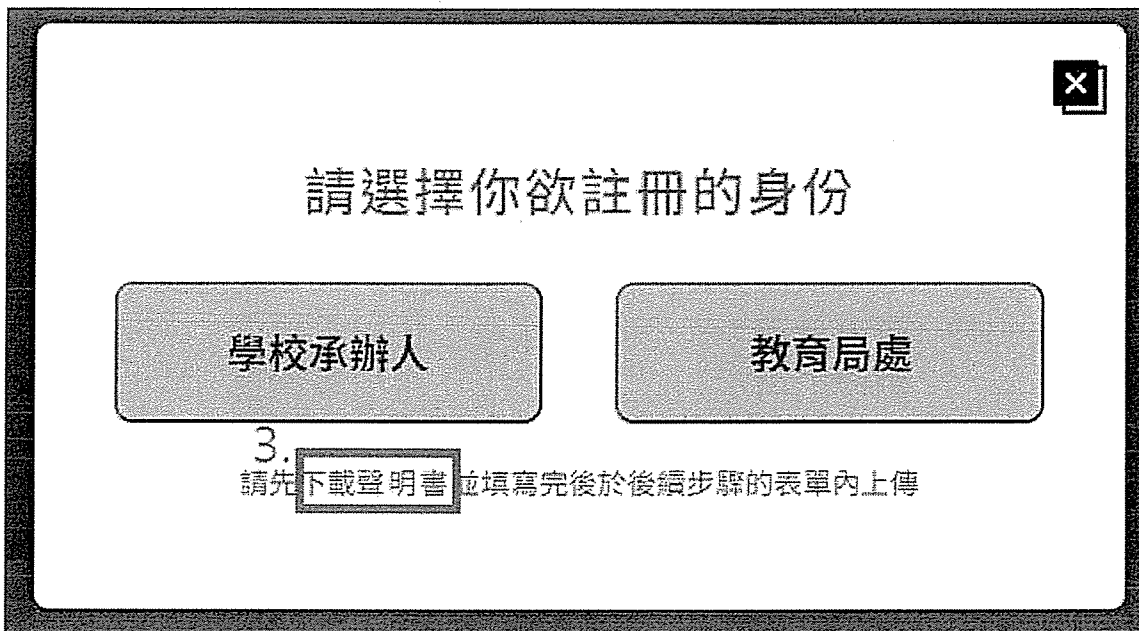 ×
請選擇你欲註冊的身份
學校承辦人
教育局處
3.
請先下載聲明書並填寫完後於後續步驟的表單內上傳